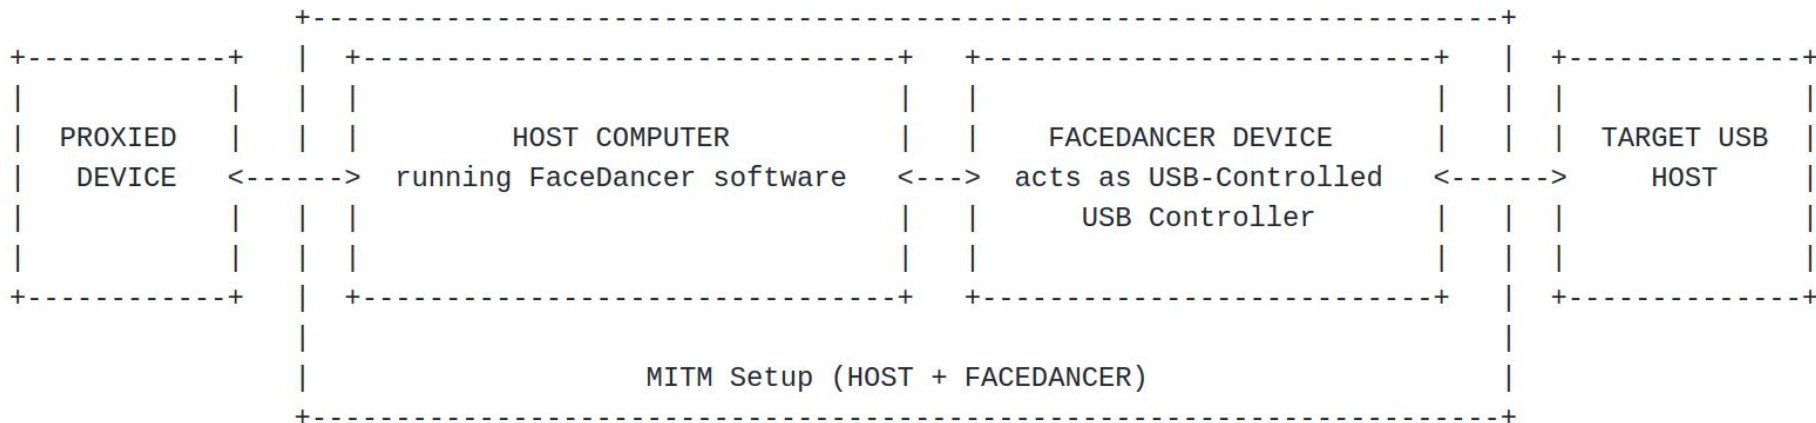 PROXIED
DEVICE
HOST COMPUTER
running FaceDancer software
FACEDANCER DEVICE
acts as USB-Controlled
USB Controller
TARGET USB
HOST
MITM Setup (HOST + FACEDANCER)